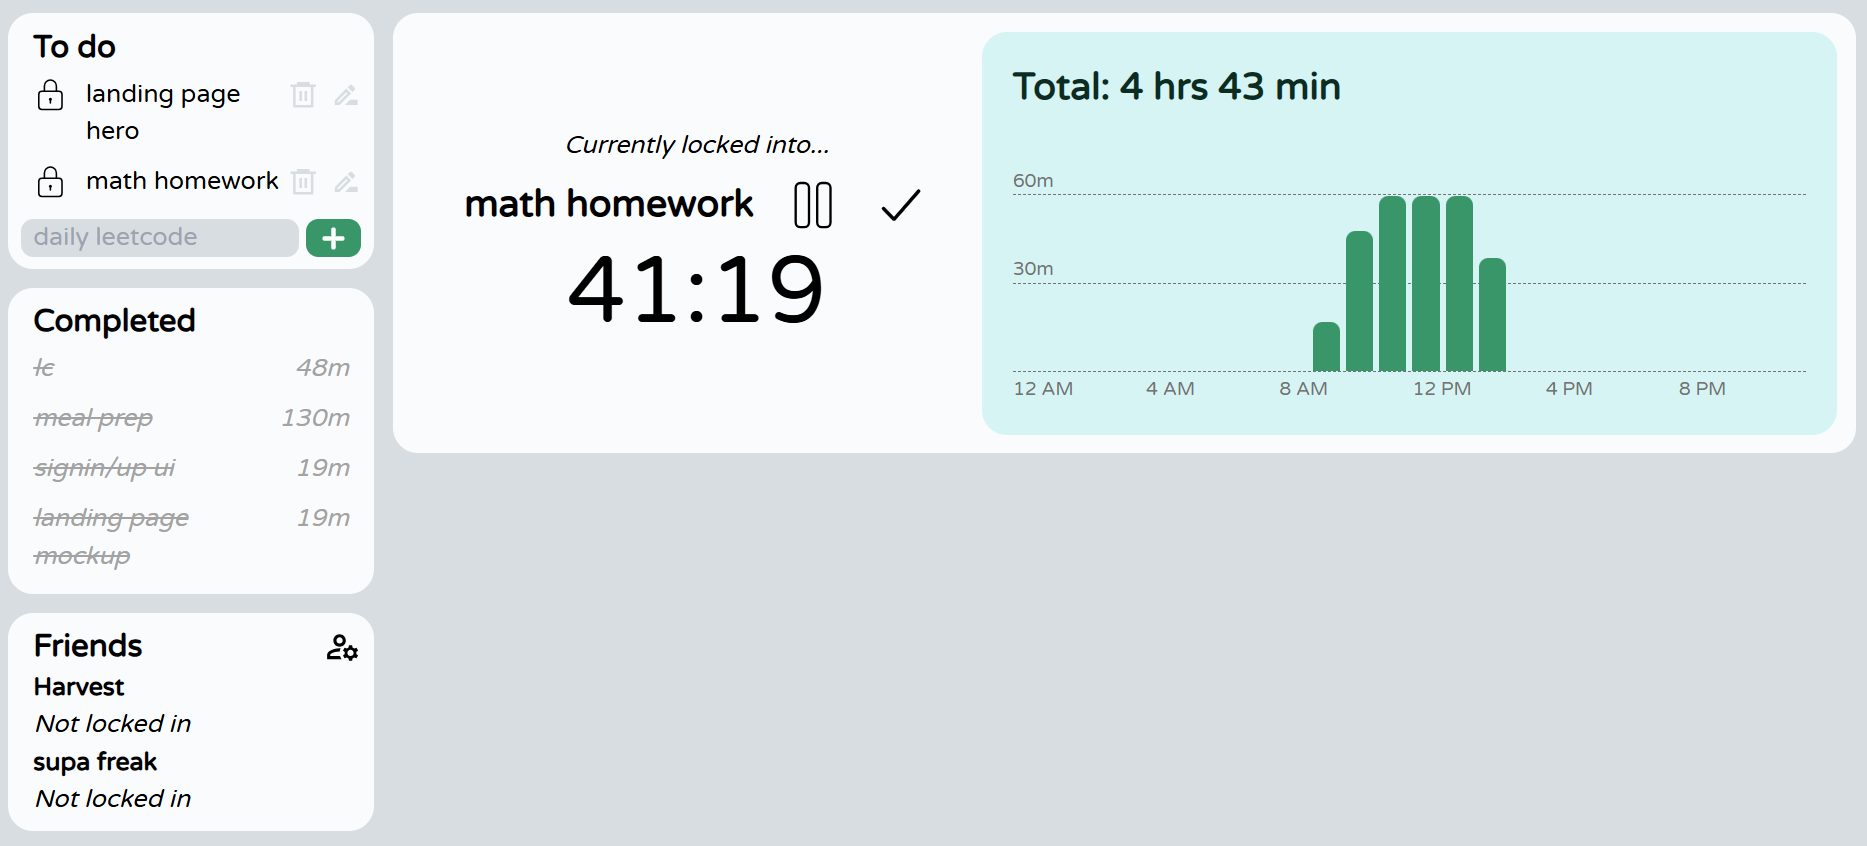 To do
landing page
hero
math homework
daily leetcode
Completed
lc 48m
meal prep 130m
signin/up ui 19m
landing page 19m
mockup
Friends
Harvest
Not locked in
supa freak
Not locked in
Currently locked into...
math homework
41:19
Total: 4 hrs 43 min
60m
30m
12 AM 4 AM 8 AM 12 PM 4 PM 8 PM